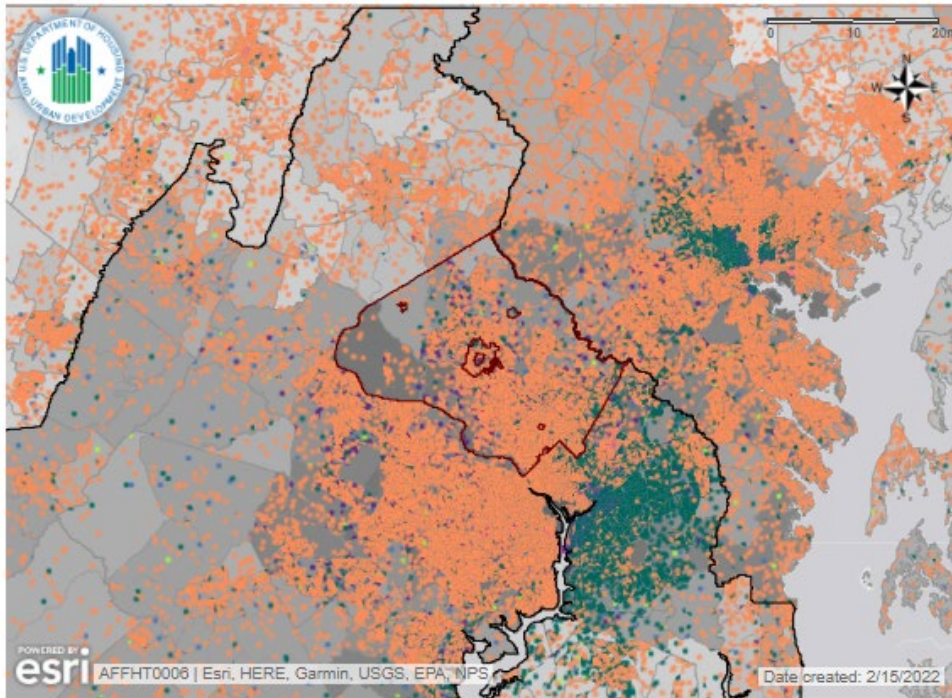 U.S. DEPARTMENT OF HOUSING
AND URBAN DEVELOPMENT
0 10 20m
N
W E
S
POWERED BY
esri
AFFHT0006 | Esri, HERE, Garmin, USGS, EPA, NPS
Date created: 2/15/2022